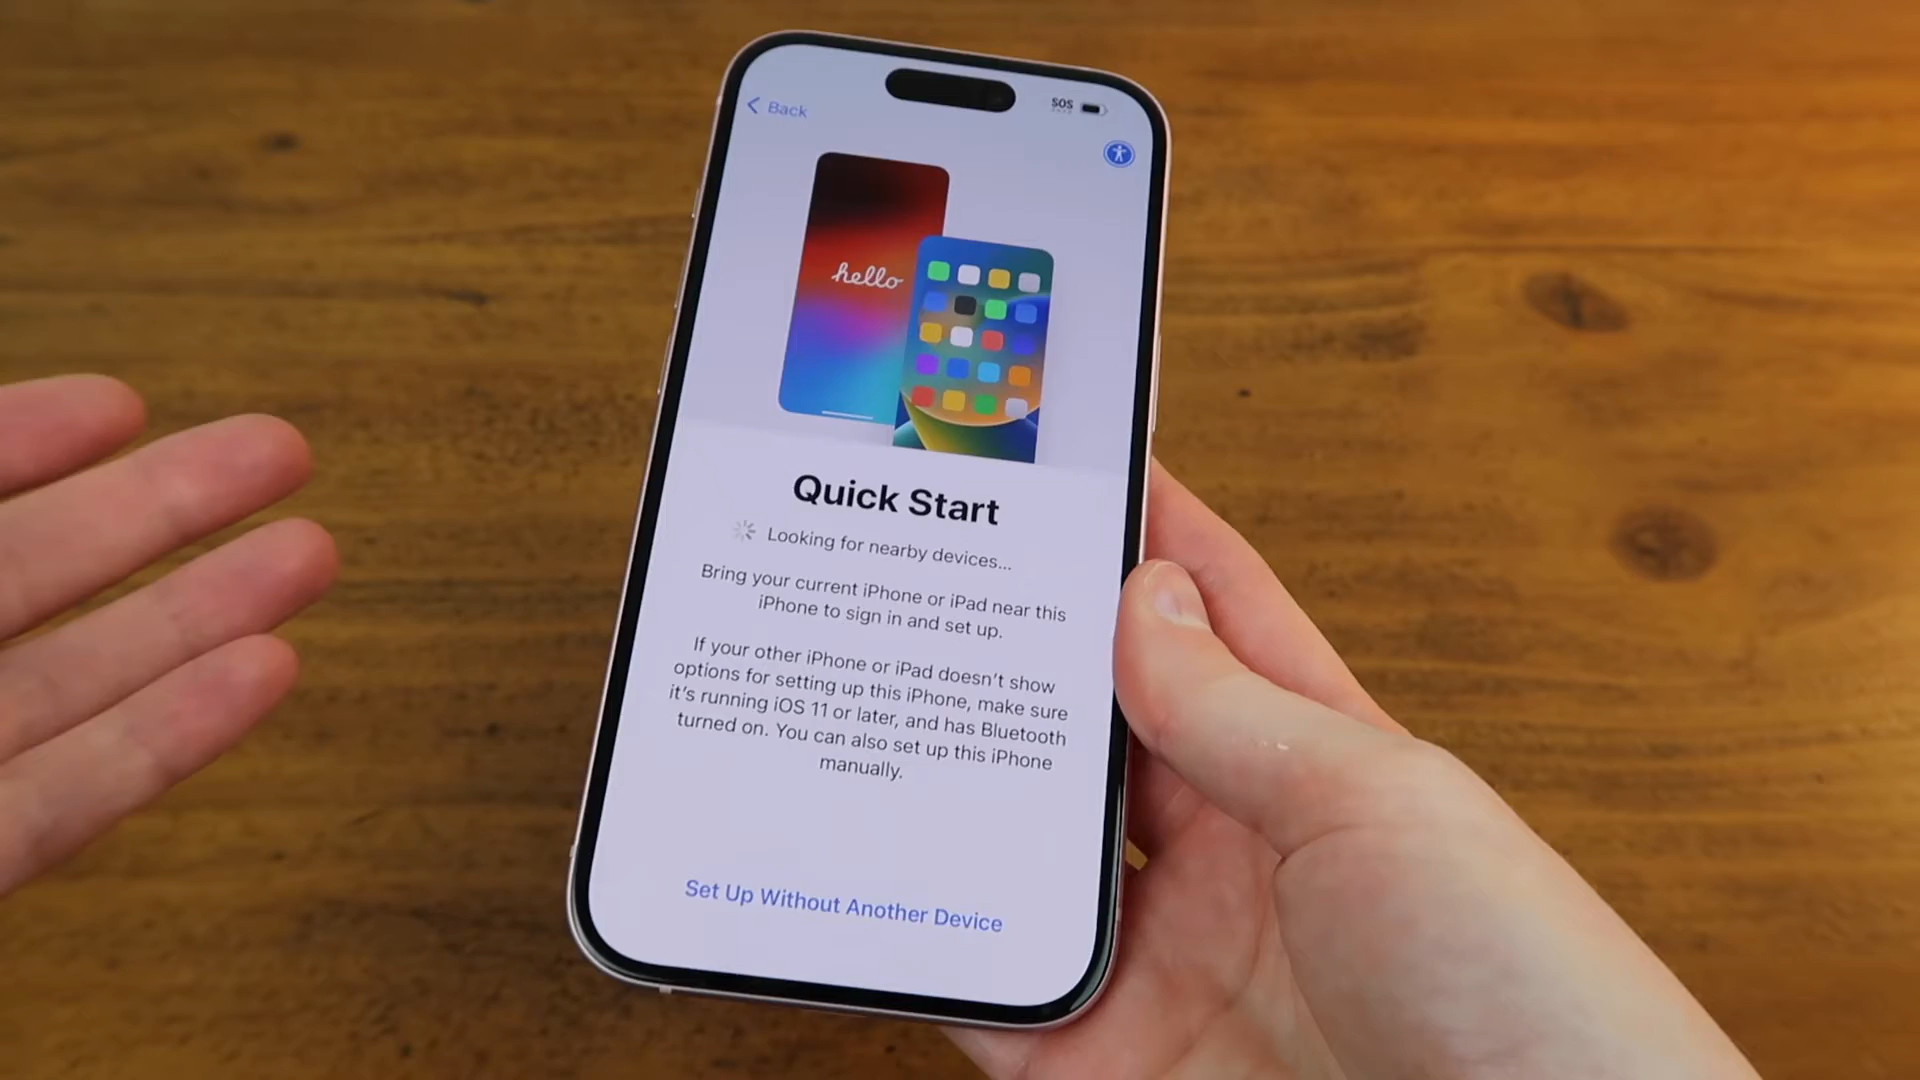 SOS
Back
hello
Quick Start
Looking for nearby devices...
Bring your current iPhone or iPad near this
iPhone to sign in and set up.
If your other iPhone or iPad doesn't show
options for setting up this iPhone, make sure
it's running iOS 11 or later, and has Bluetooth
turned on. You can also set up this iPhone
manually.
Set Up Without Another Device